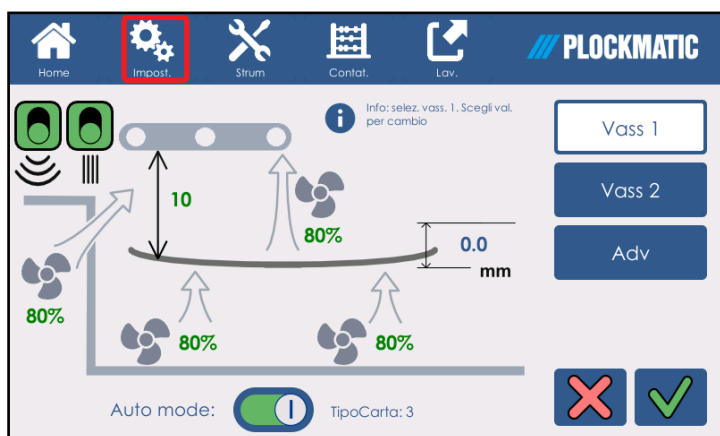 Home
Impost.
Strum
Contat.
Lav.
PLOCKMATIC
Info: selez. vass. 1. Scegli val.
per cambio
Vass 1
Vass 2
Adv
10
80%
0.0
mm
80%
80%
80%
Auto mode:
TipoCarta: 3